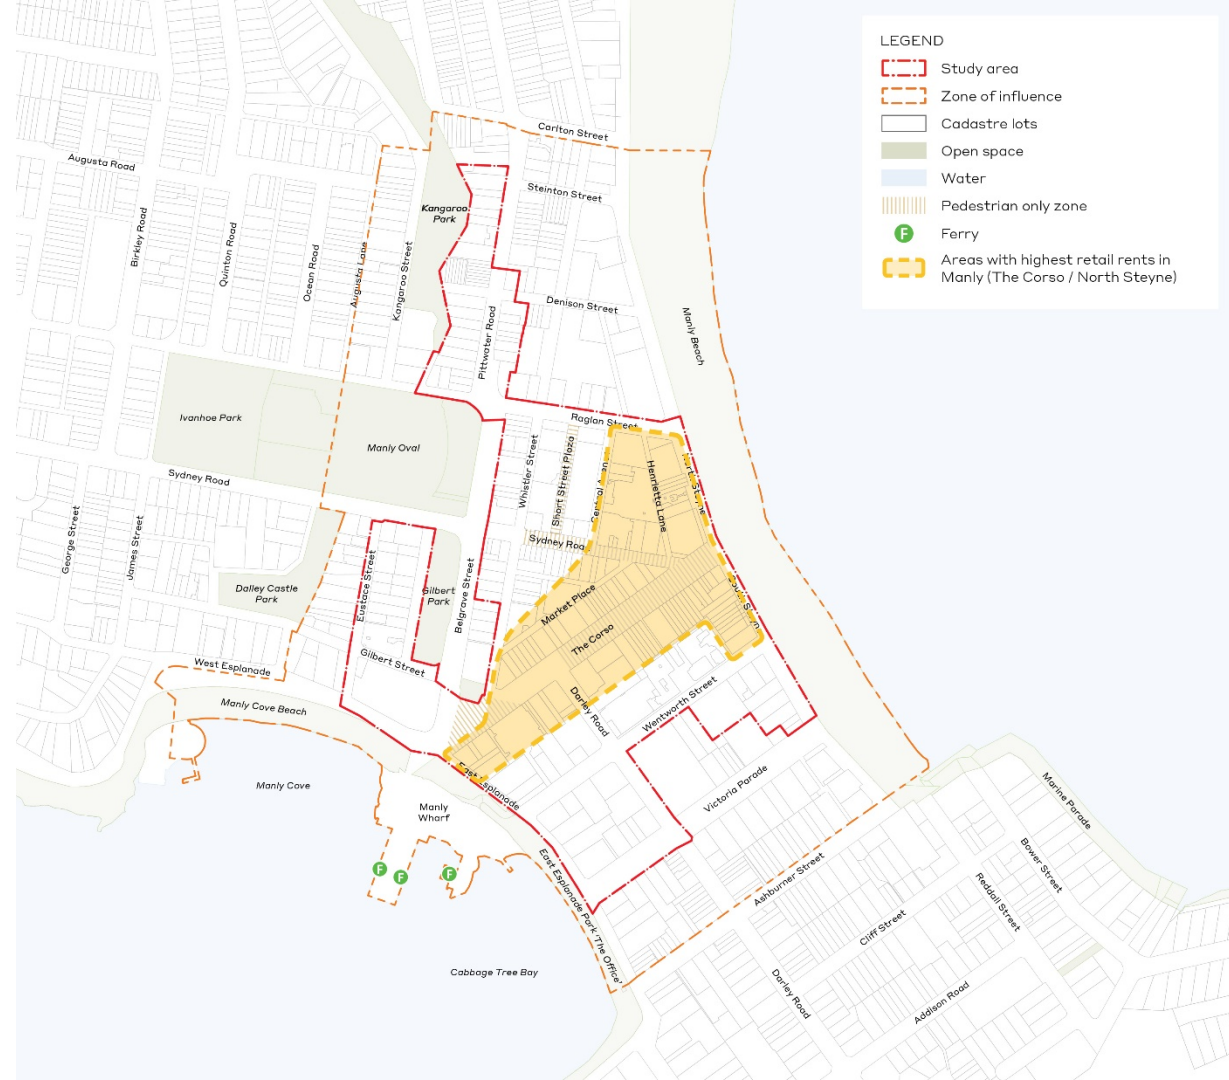 LEGEND
Study area
Zone of influence
Cadastre lots
Open space
Water
Pedestrian only zone
F
Ferry
Areas with highest retail rents in
Manly (The Corso / North Steyne)
Carlton Street
Augusta Road
Steinton Street
Kangaroo
Park
Birkley Road
Quinton Road
Ocean Road
Augusta Lane
Kangaroo Street
Denison Street
Pittwater Road
Manly Beach
Ivanhoe Park
Manly Oval
Raglan Street
Whistler Street
Short Street Plaza
Central A
Henrietta Lane
North Steyne
Sydney Road
Sydney Roa
George Street
James Street
Dalley Castle
Park
Eustace Street
Gilbert
Park
Belgrave Street
Market Place
The Corso
South Steyn
Gilbert Street
West Esplanade
Manly Cove Beach
Darley Road
Wentworth Street
East Esplanade
Manly Cove
Manly
Wharf
Victoria Parade
Marine Parade
F
F
F
East Esplanade Park 'The Office'
Ashburner Street
Bower Street
Reddall Street
Cliff Street
Cabbage Tree Bay
Darley Road
Addison Road